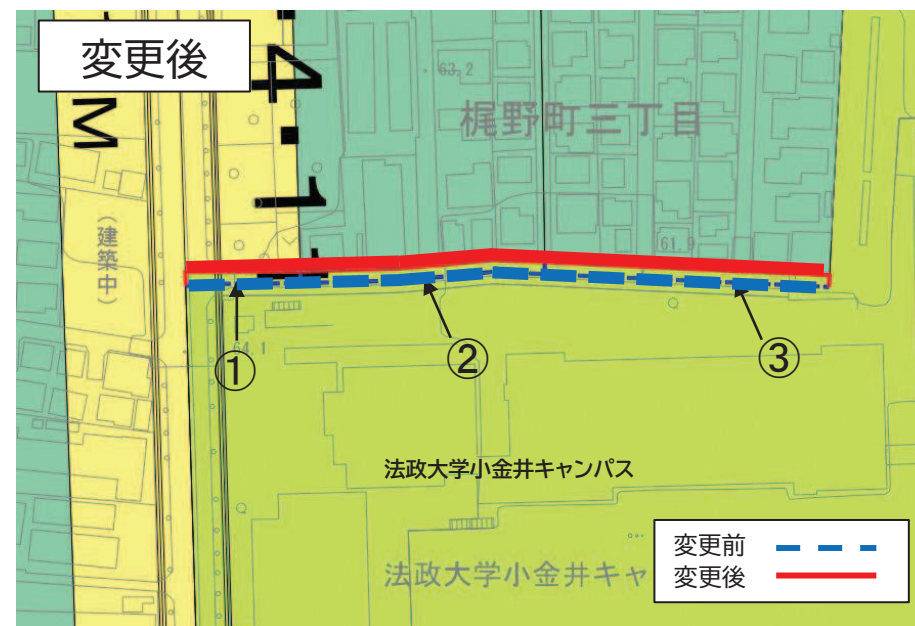 変更後
M
4.11
63.2
梶野町三丁目
(建築中)
61.9
64.1
① ② ③
法政大学小金井キャンパス
法政大学小金井キャ
変更前
変更後